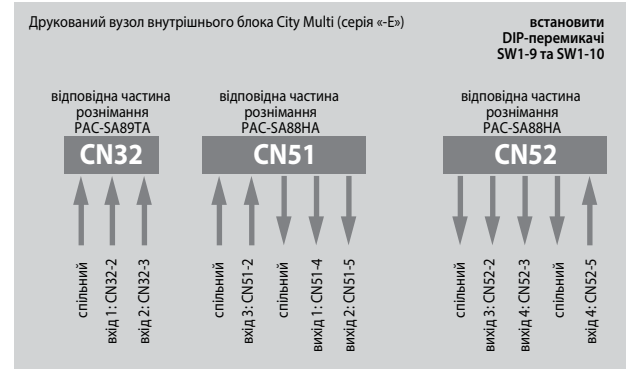 Друкований вузол внутрішнього блока City Multi (серія «-E»)
встановити
DIP-перемикачі
SW1-9 та SW1-10
відповідна частина
рознімання
PAC-SA89TA
CN32
спільний
вхід 1: CN32-2
вхід 2: CN32-3
відповідна частина
рознімання
PAC-SA88HA
CN51
спільний
вхід 3: CN51-2
спільний
вихід 1: CN51-4
вихід 2: CN51-5
відповідна частина
рознімання
PAC-SA88HA
CN52
спільний
вихід 3: CN52-2
вихід 4: CN52-3
спільний
вхід 4: CN52-5